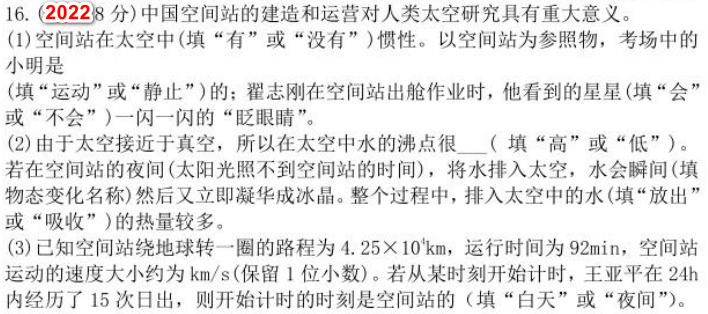 16. (2022 8 分)中国空间站的建造和运营对人类太空研究具有重大意义。
(1)空间站在太空中(填“有”或“没有”)惯性。以空间站为参照物，考场中的
小明是
(填“运动”或“静止”)的；翟志刚在空间站出舱作业时，他看到的星星(填“会”
或“不会”)一闪一闪的“眨眼睛”。
(2)由于太空接近于真空，所以在太空中水的沸点很___( 填“高”或“低”)。
若在空间站的夜间(太阳光照不到空间站的时间)，将水排入太空，水会瞬间(填
物态变化名称)然后又立即凝华成冰晶。整个过程中，排入太空中的水(填“放出”
或“吸收”)的热量较多。
(3)已知空间站绕地球转一圈的路程为 4.25×10⁴km，运行时间为 92min，空间站
运动的速度大小约为 km/s(保留 1 位小数)。若从某时刻开始计时，王亚平在 24h
内经历了 15 次日出，则开始计时的时刻是空间站的（填“白天”或“夜间”）。